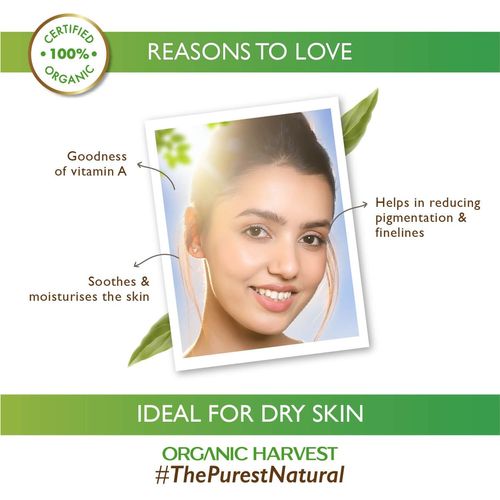 CERTIFIED
100%
ORGANIC
REASONS TO LOVE
Goodness
of vitamin A
Helps in reducing
pigmentation &
finelines
Soothes &
moisturises the skin
IDEAL FOR DRY SKIN
ORGANIC HARVEST
#ThePurestNatural